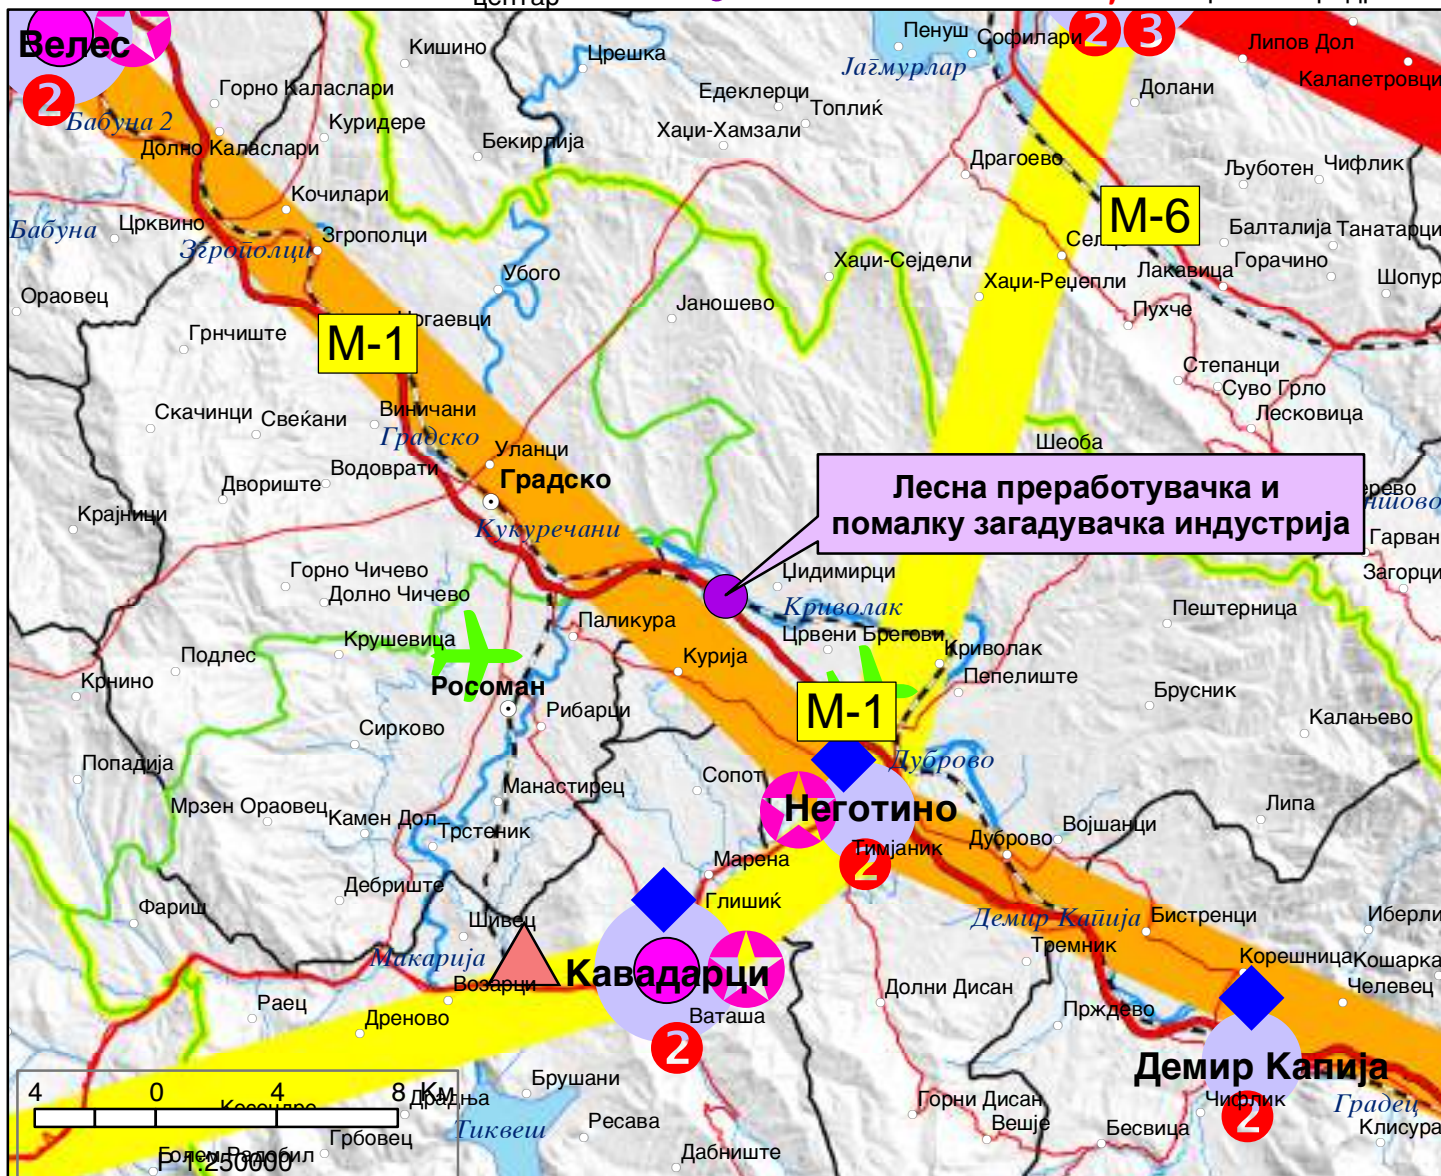 центар
Велес
2
Бабуна 2
Кишино
Црешка
Пенуш
Софилари
Јаѓмурлар
2
3
Липов Дол
Калапетровци
Горно Каласлари
Куридере
Едеклерци
Топлиќ
Долани
Долно Каласлари
Бекирлија
Хаџи-Хамзали
Драгоево
Љуботен
Чифлик
Кочилари
М-6
Бабуна
Црквино
Згрополци
Згрополци
Балталија
Танатарци
Убого
Хаџи-Сејдели
Хаџи-Реџепли
Лакавица
Горачино
Шопур
Ораовец
Јаношево
Пухче
Грнчиште
М-1
Степанци
Суво Грло
Лесковица
Скачинци
Свеќани
Виничани
Градско
Шеоба
Водоврати
Уланци
Двориште
Градско
Крајници
Кукуречани
Лесна преработувачка и
помалку загадувачка индустрија
Гарван
Загорци
Горно Чичево
Долно Чичево
Џидимирци
Криволак
Пештерница
Крушевица
Паликура
Црвени Брегови
Криволак
Подлес
Курија
Пепелиште
Брусник
Крнино
Росоман
Рибарци
М-1
Калањево
Сирково
Дуброво
Попадија
Манастирец
Сопот
Неготино
Липа
Мрзен Ораовец
Камен Дол
Трстеник
Војшанци
Дуброво
Тимјаник
2
Марена
Дебриште
Глишиќ
Фариш
Шивец
Демир Капија
Бистренци
Иберли
Макарија
Тремник
Кавадарци
Корешница
Кошарка
Возарци
Челевец
Раец
Долни Дисан
Прждево
Дреново
Ваташа
2
Демир Капија
4 0 4 8 Км
Брушани
Драдња
Горни Дисан
Чифлик
2
Градец
Тиквеш
Ресава
Вешје
Бесвица
Клисура
Грбовец
Дабниште
Голем Радобил
Р 1:250000